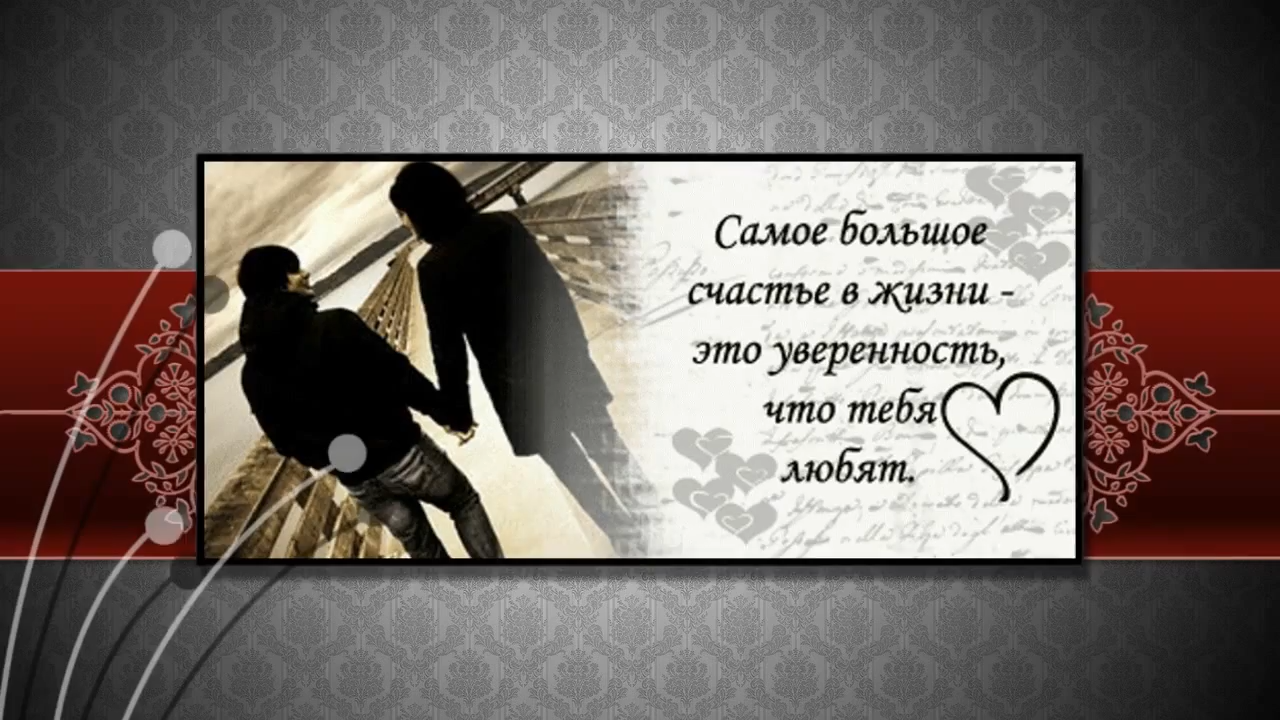 Самое большое
счастье в жизни -
это уверенность,
что тебя
любят.